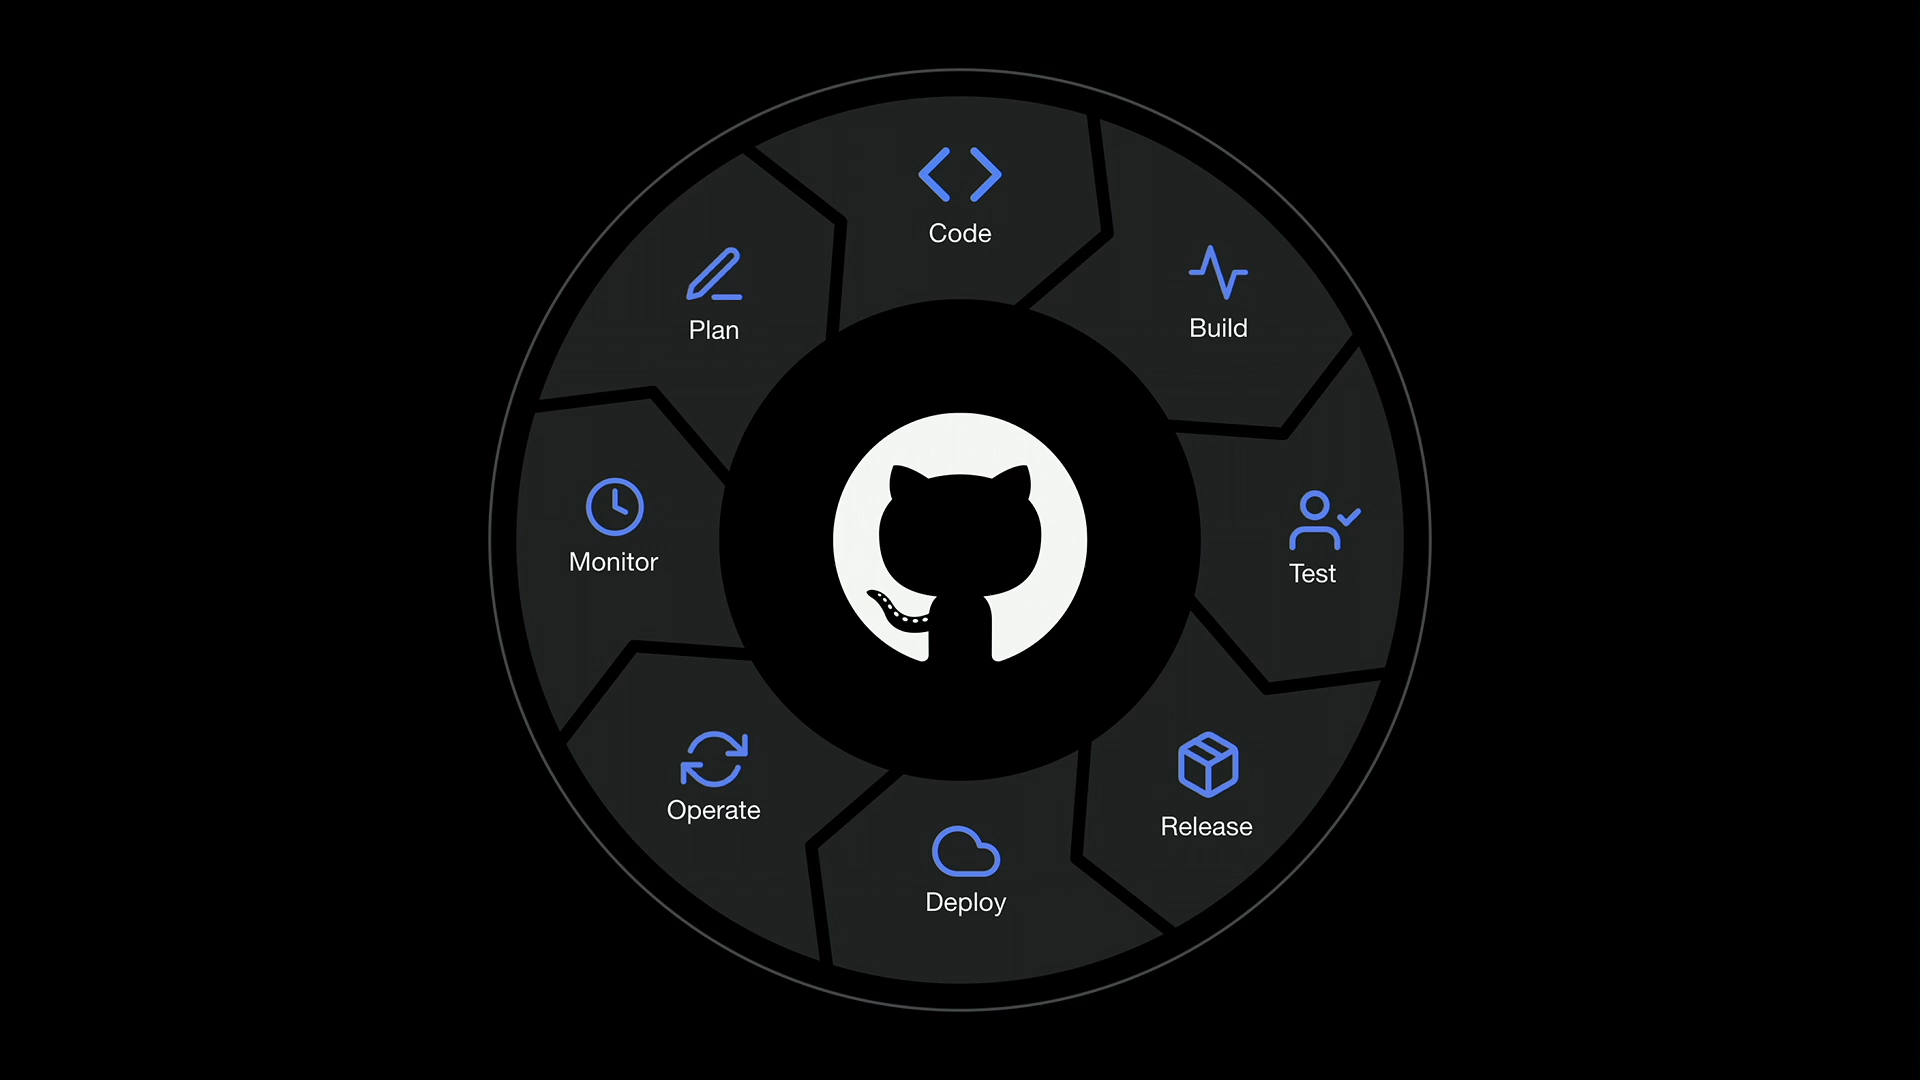 Code
Build
Test
Release
Deploy
Operate
Monitor
Plan